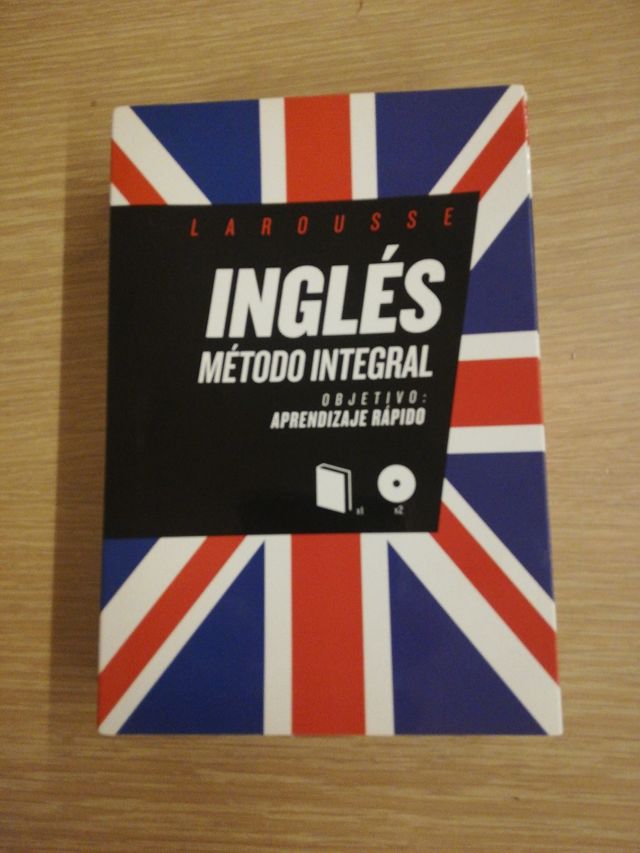 LAROUSSE
INGLÉS
MÉTODO INTEGRAL
OBJETIVO:
APRENDIZAJE RÁPIDO
x1 x2